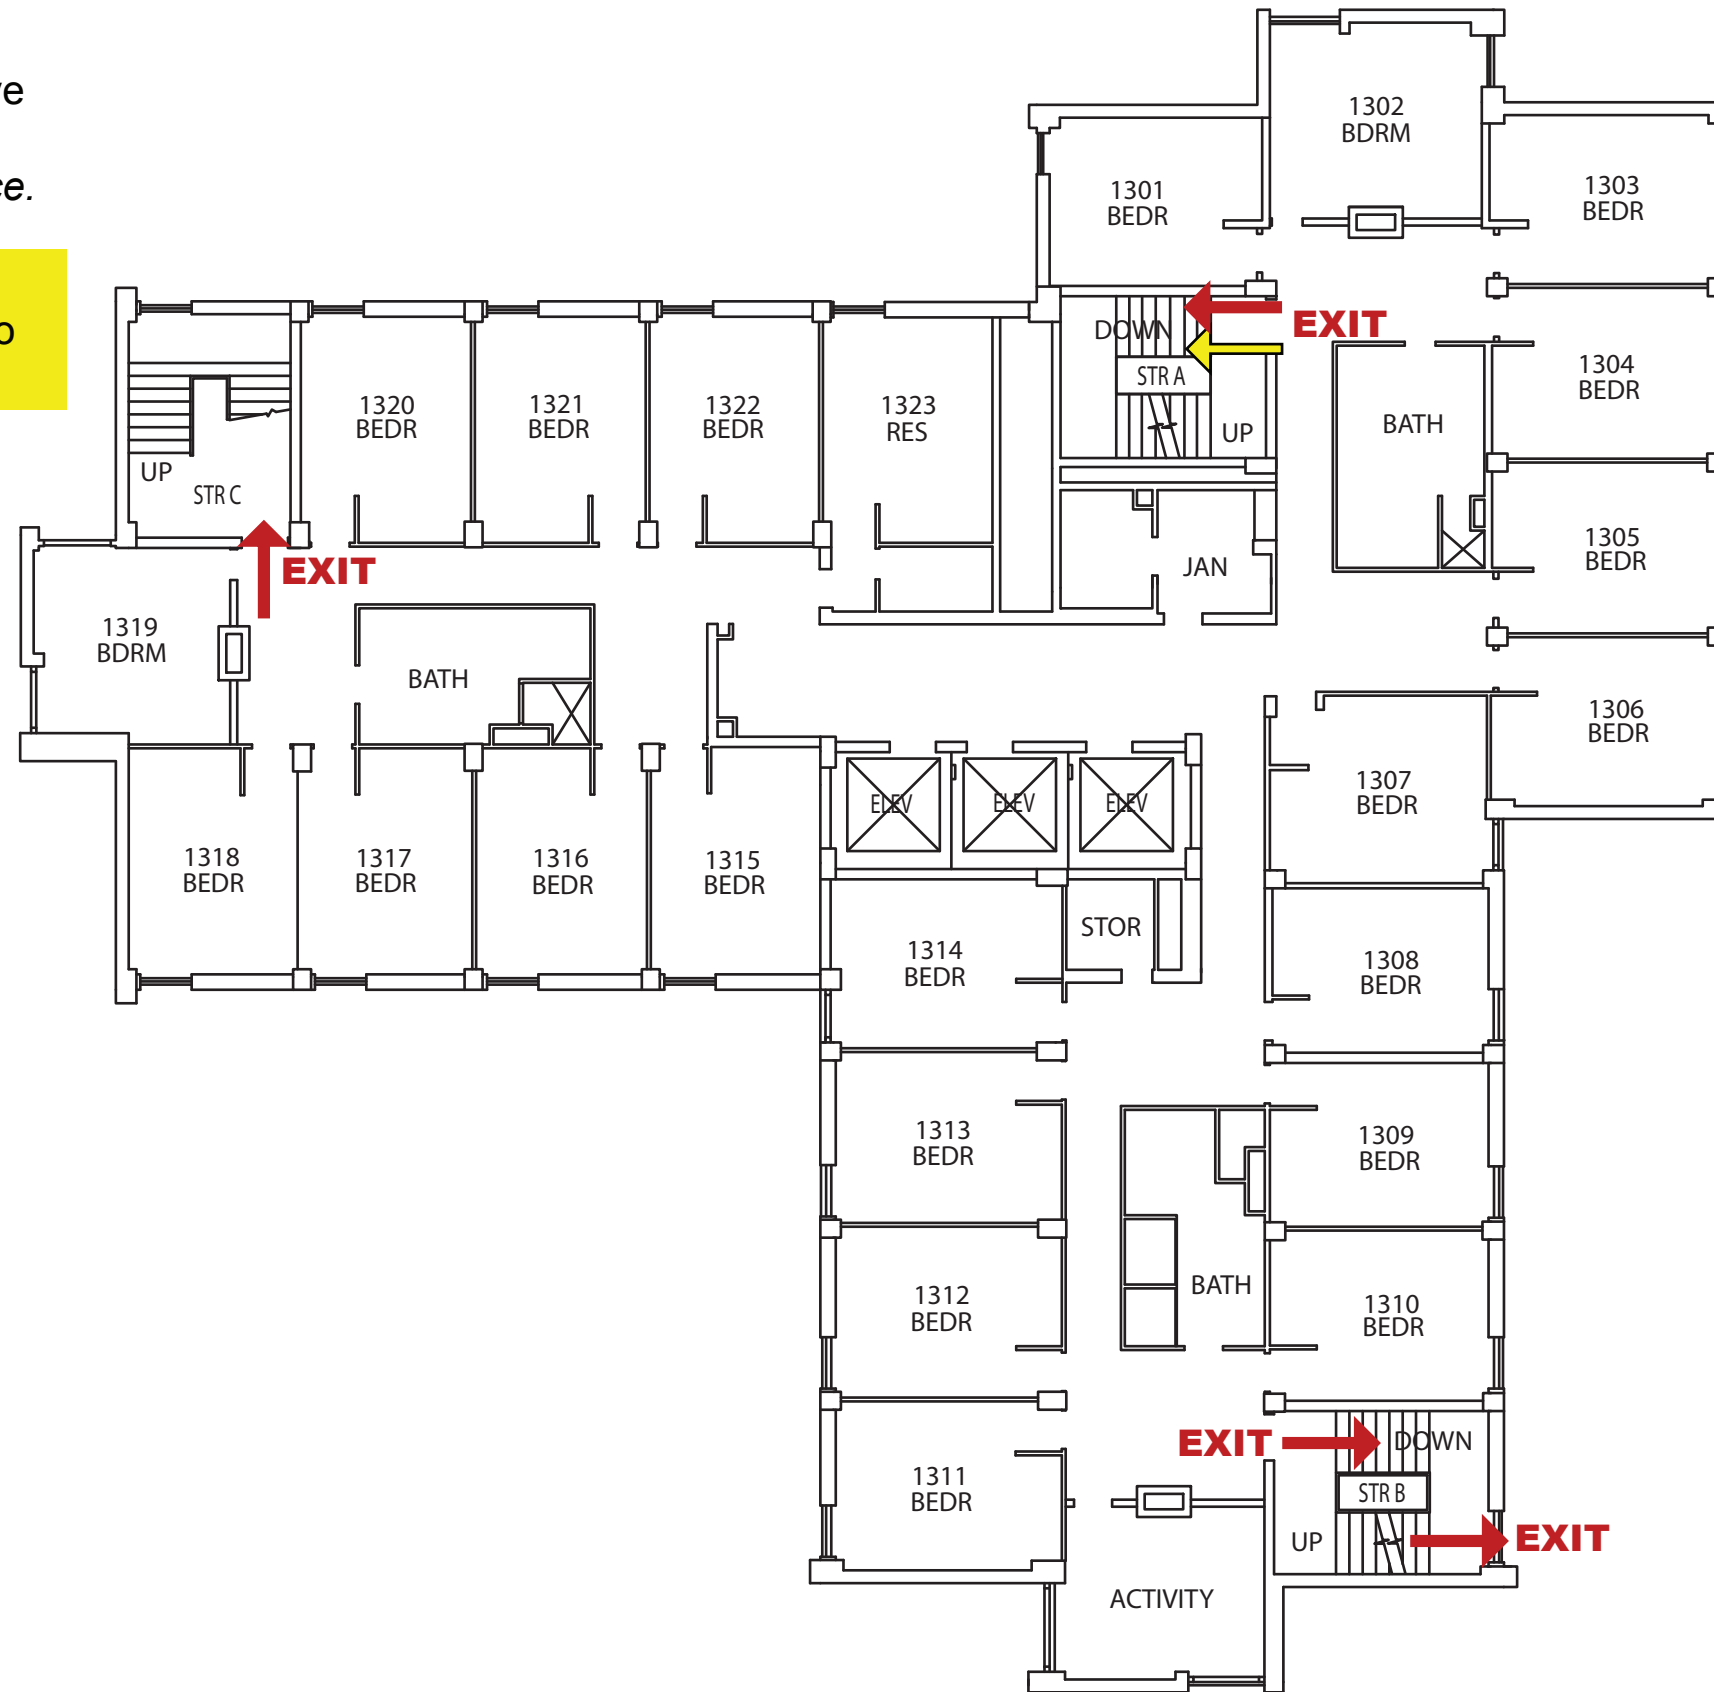 ve
ce.
o
1302
BDRM
1301
BEDR
1303
BEDR
DOWN
EXIT
STR A
UP
1304
BEDR
BATH
1320
BEDR
1321
BEDR
1322
BEDR
1323
RES
UP
STR C
EXIT
JAN
1305
BEDR
1319
BDRM
BATH
1306
BEDR
1307
BEDR
ELEV
ELEV
ELEV
1318
BEDR
1317
BEDR
1316
BEDR
1315
BEDR
STOR
1314
BEDR
1308
BEDR
1313
BEDR
1309
BEDR
1312
BEDR
BATH
1310
BEDR
EXIT
DOWN
1311
BEDR
STR B
UP
EXIT
ACTIVITY